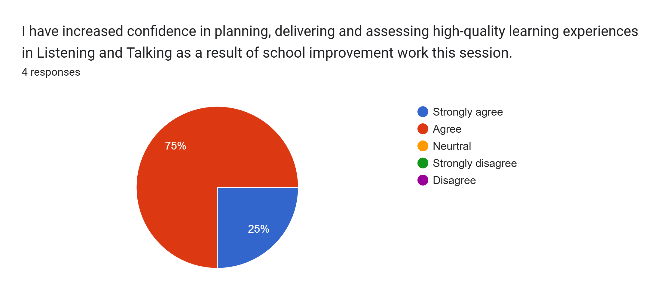 I have increased confidence in planning, delivering and assessing high-quality learning experiences
in Listening and Talking as a result of school improvement work this session.
4 responses
Strongly agree
Agree
Neurtral
Strongly disagree
Disagree
75%
25%